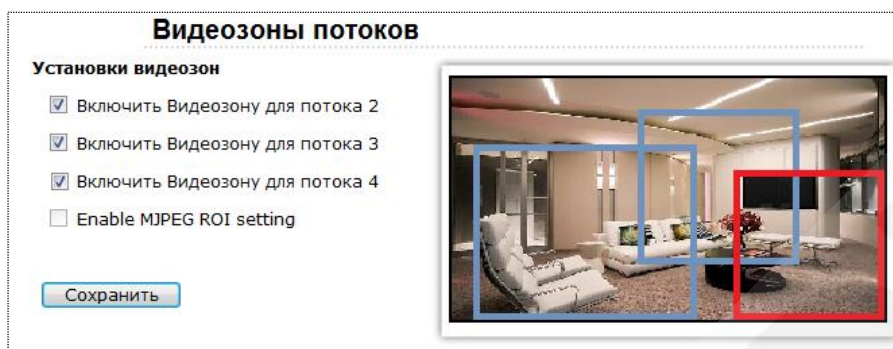 Видеозоны потоков
Установки видеозон
Включить Видеозону для потока 2
Включить Видеозону для потока 3
Включить Видеозону для потока 4
Enable MJPEG ROI setting
Сохранить